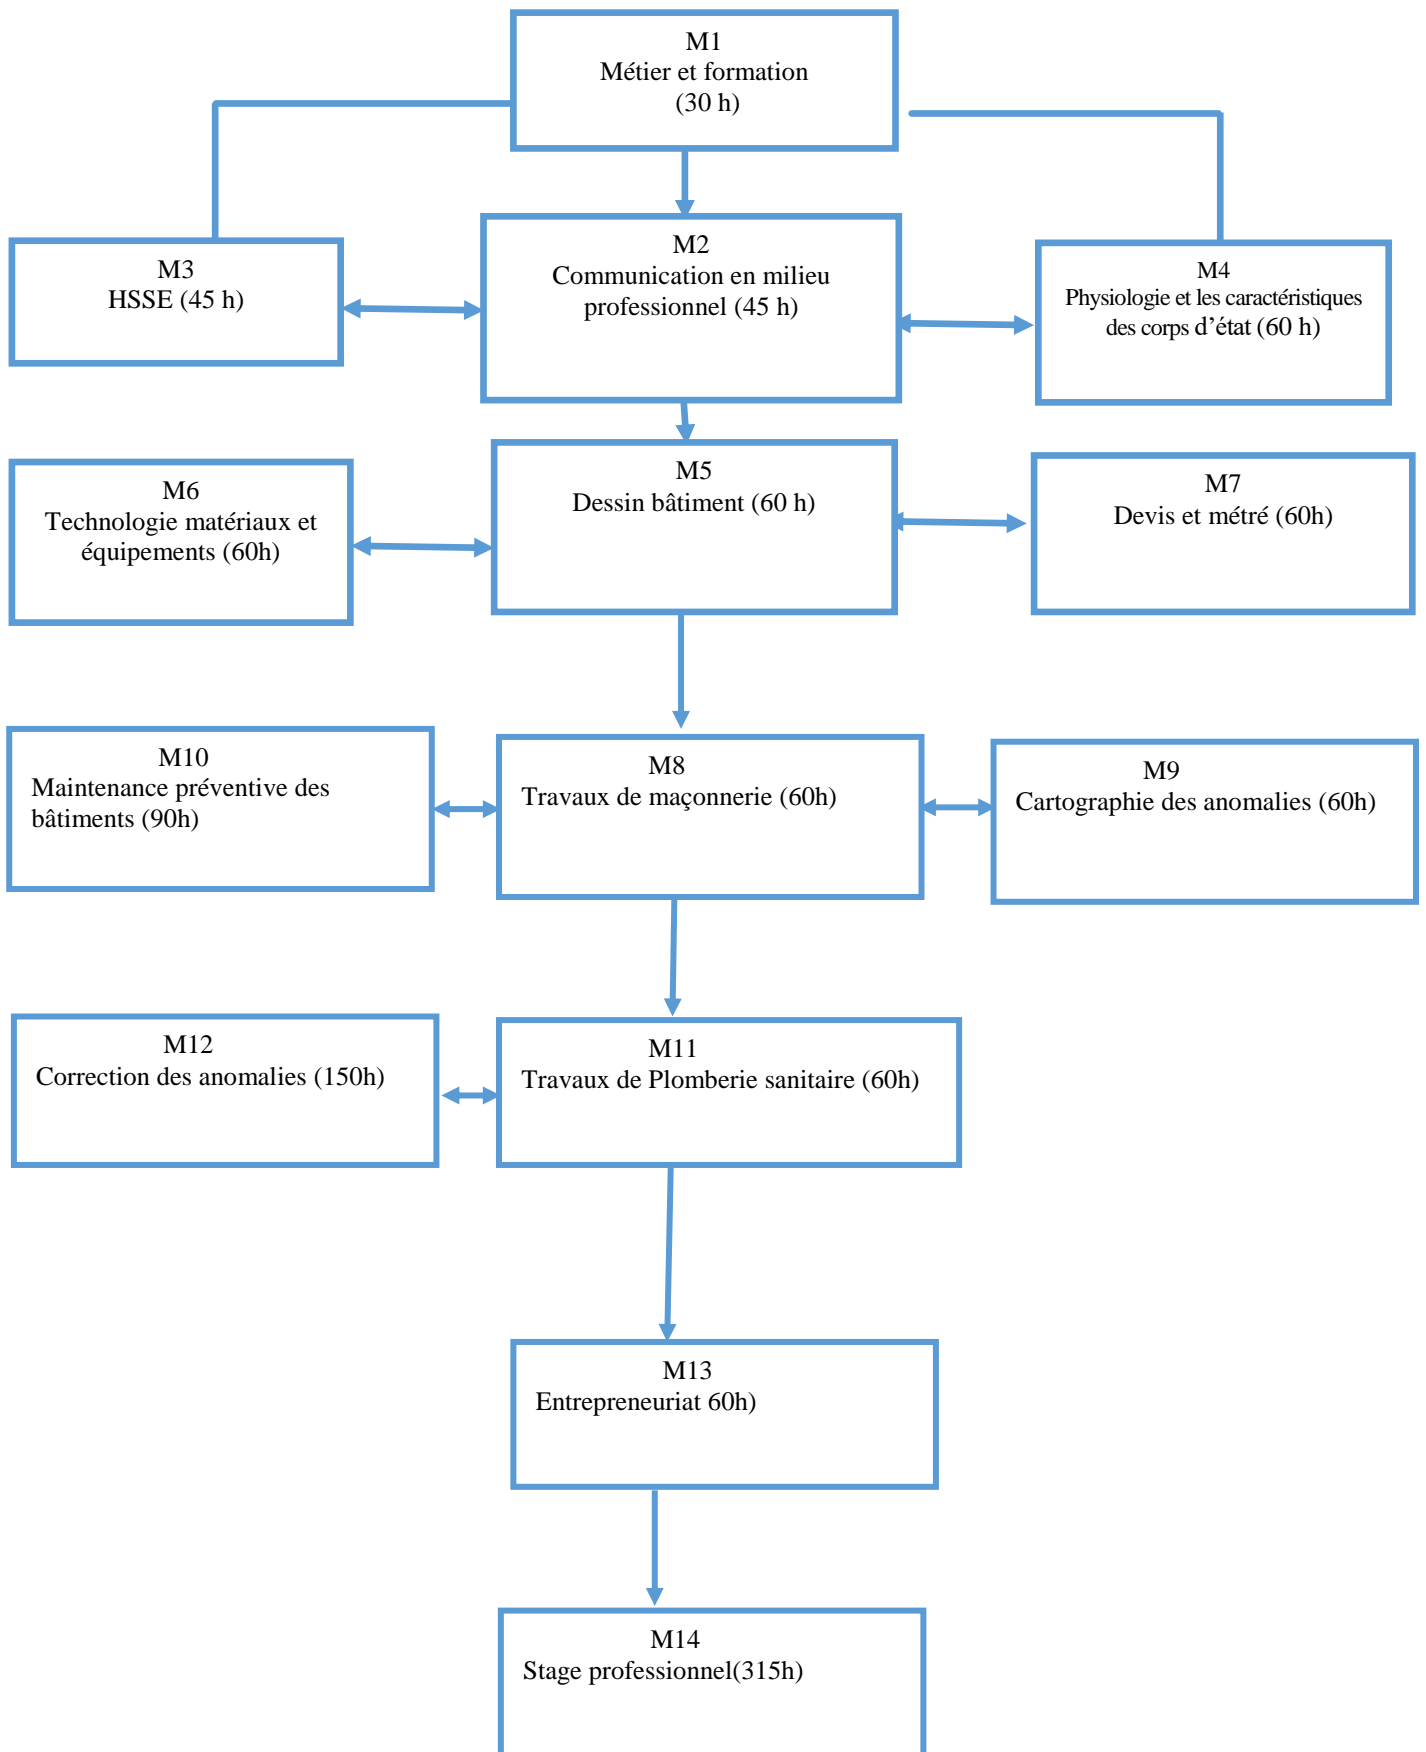 M1
Métier et formation
(30 h)
M3
HSSE (45 h)
M2
Communication en milieu
professionnel (45 h)
M4
Physiologie et les caractéristiques
des corps d’état (60 h)
M6
Technologie matériaux et
équipements (60h)
M5
Dessin bâtiment (60 h)
M7
Devis et métré (60h)
M10
Maintenance préventive des
bâtiments (90h)
M8
Travaux de maçonnerie (60h)
M9
Cartographie des anomalies (60h)
M12
Correction des anomalies (150h)
M11
Travaux de Plomberie sanitaire (60h)
M13
Entrepreneuriat 60h)
M14
Stage professionnel(315h)